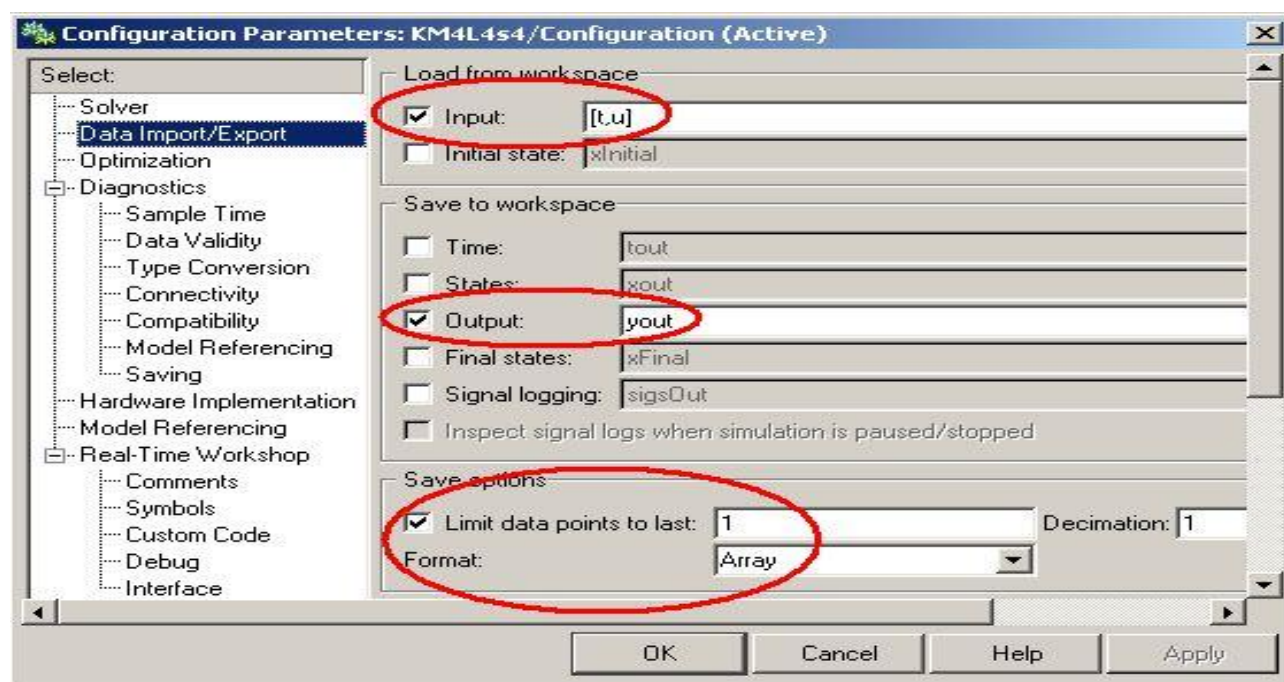 Configuration Parameters: KM4L4s4/Configuration (Active)
Select:
Solver
Data Import/Export
Optimization
Diagnostics
Sample Time
Data Validity
Type Conversion
Connectivity
Compatibility
Model Referencing
Saving
Hardware Implementation
Model Referencing
Real-Time Workshop
Comments
Symbols
Custom Code
Debug
Interface
Load from workspace
Input: [t,u]
Initial state: xInitial
Save to workspace
Time: tout
States: xout
Output: yout
Final states: xFinal
Signal logging: sigsOut
Inspect signal logs when simulation is paused/stopped
Save options
Limit data points to last: 1 Decimation: 1
Format: Array
OK Cancel Help Apply